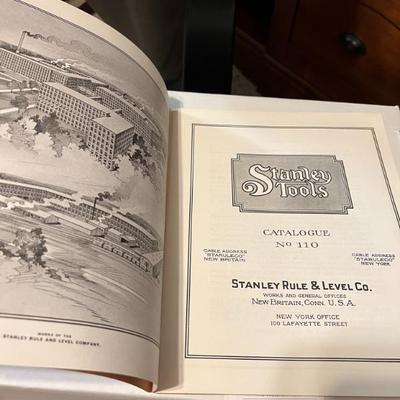 WORKS OF THE
STANLEY RULE AND LEVEL COMPANY.
Stanley
Tools
CATALOGUE
No 110
CABLE ADDRESS
"STARULECO"
NEW BRITAIN
CABLE ADDRESS
"STARULECO"
NEW YORK
STANLEY RULE & LEVEL CO.
WORKS AND GENERAL OFFICES
NEW BRITAIN, CONN. U.S.A.
NEW YORK OFFICE
100 LAFAYETTE STREET